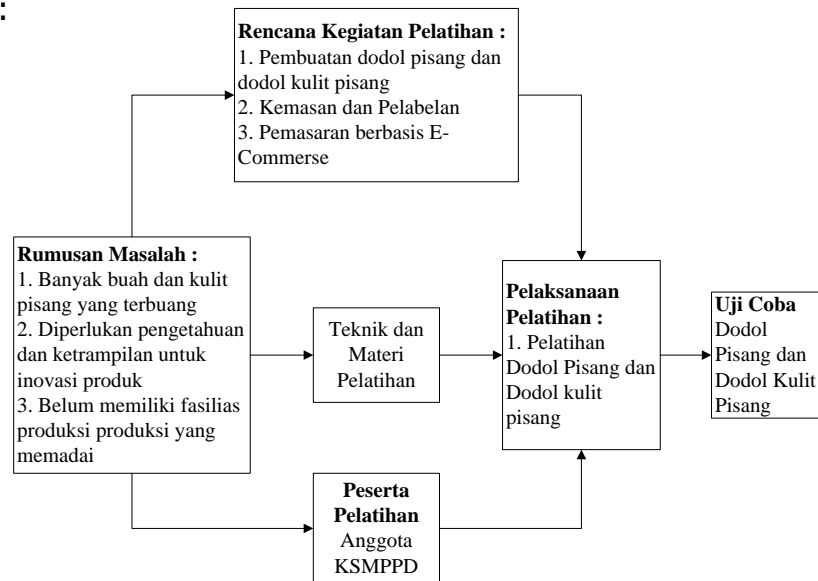 :
Rencana Kegiatan Pelatihan :
1. Pembuatan dodol pisang dan
dodol kulit pisang
2. Kemasan dan Pelabelan
3. Pemasaran berbasis E-
Commerse
Rumusan Masalah :
1. Banyak buah dan kulit
pisang yang terbuang
2. Diperlukan pengetahuan
dan ketrampilan untuk
inovasi produk
3. Belum memiliki fasilias
produksi produksi yang
memadai
Teknik dan
Materi
Pelatihan
Peserta
Pelatihan
Anggota
KSMPPD
Pelaksanaan
Pelatihan :
1. Pelatihan
Dodol Pisang dan
Dodol kulit
pisang
Uji Coba
Dodol
Pisang dan
Dodol Kulit
Pisang